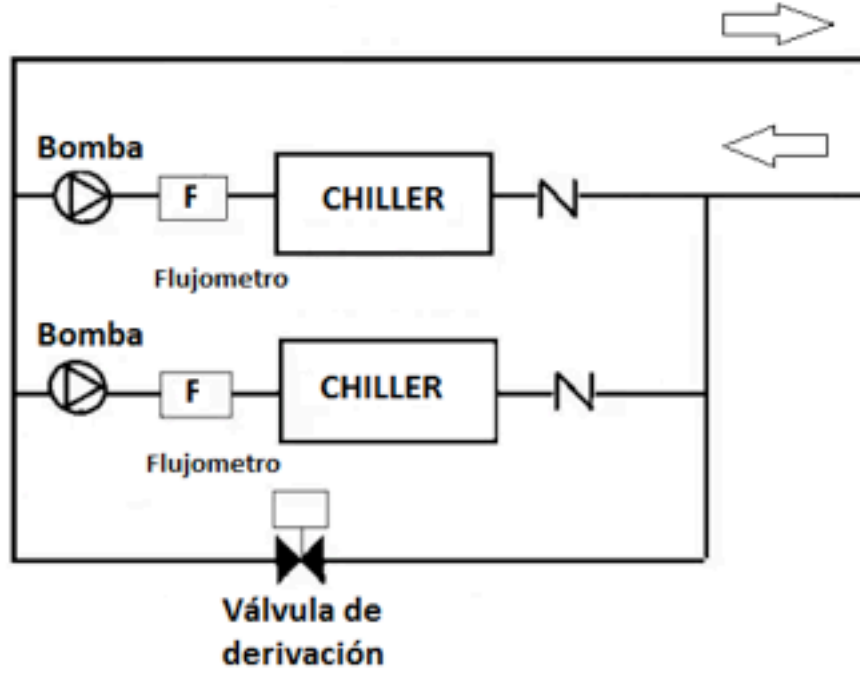 Bomba
F
CHILLER
Flujometro
Bomba
F
CHILLER
Flujometro
Válvula de
derivación